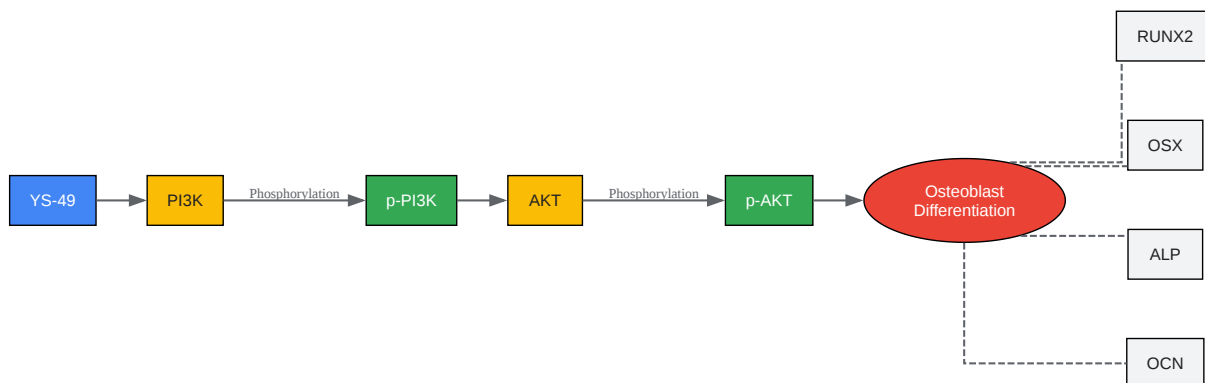 RUNX2
OSX
YS-49
PI3K
Phosphorylation
p-PI3K
AKT
Phosphorylation
p-AKT
Osteoblast
Differentiation
ALP
OCN